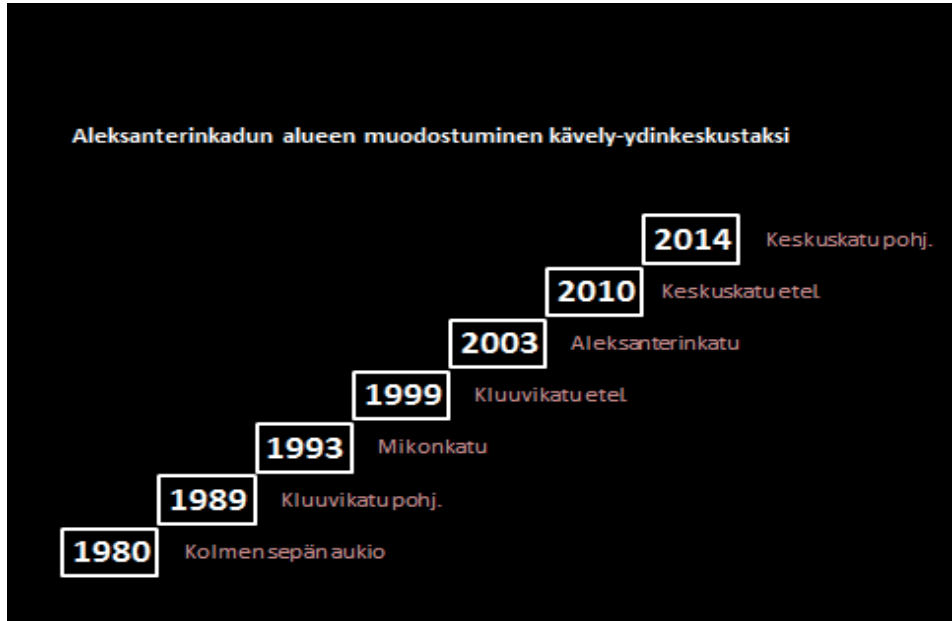 Aleksanterinkadun alueen muodostuminen kävely-ydinkeskustaksi
2014 Keskuskatu pohj.
2010 Keskuskatu etel.
2003 Aleksanterinkatu
1999 Kluuvikatu etel.
1993 Mikonkatu
1989 Kluuvikatu pohj.
1980 Kolmen sepän aukio